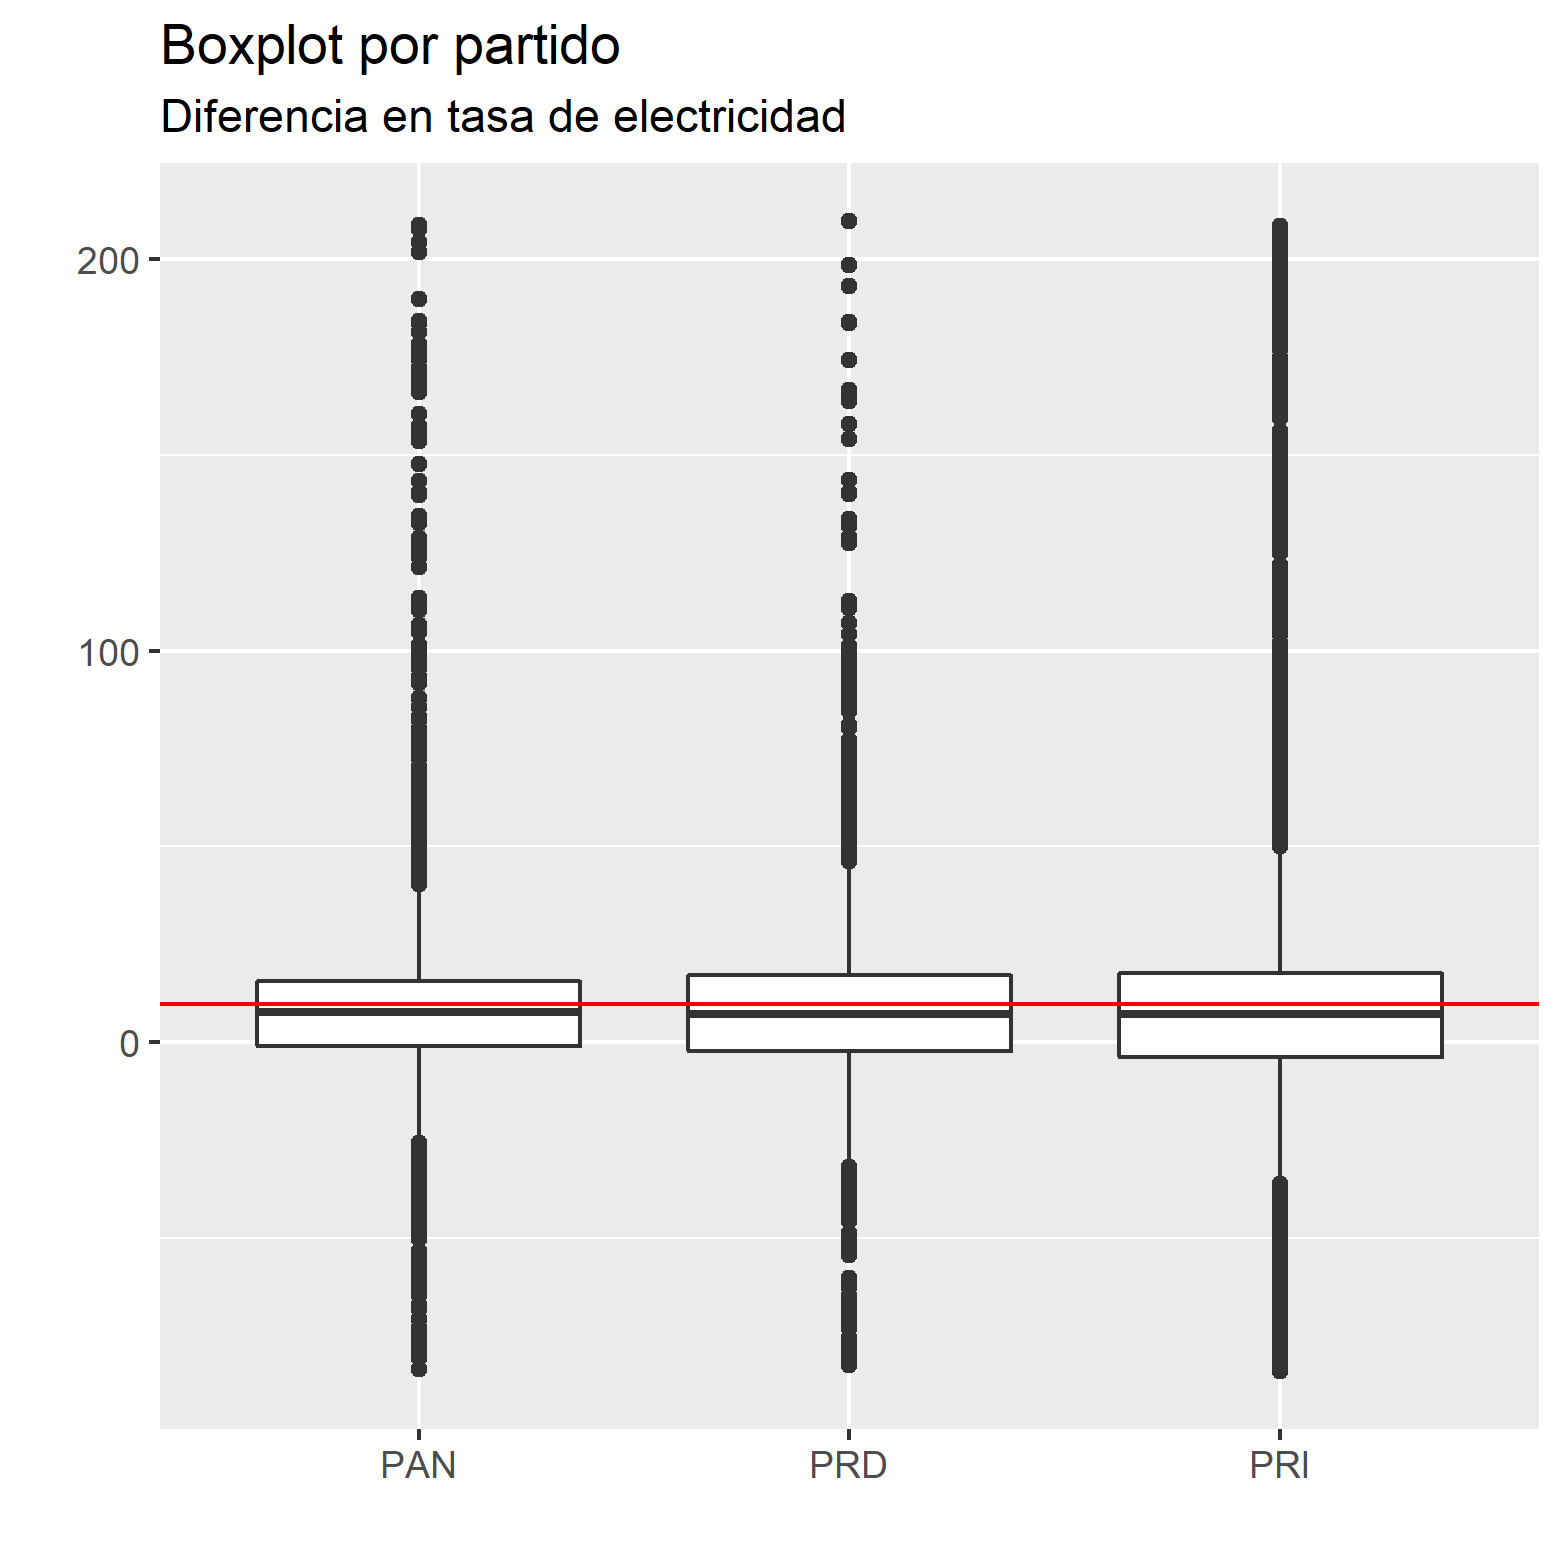 Boxplot por partido
Diferencia en tasa de electricidad
200
100
0
PAN PRD PRI